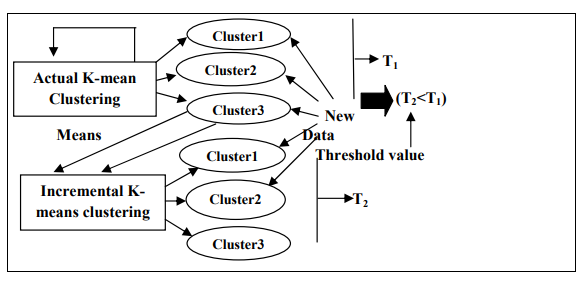 Cluster1
Cluster2
T1
Actual K-mean
Clustering
(T2<T1)
Cluster3
New
Means
Data
Cluster1
Threshold value
Incremental K-
means clustering
Cluster2
T2
Cluster3